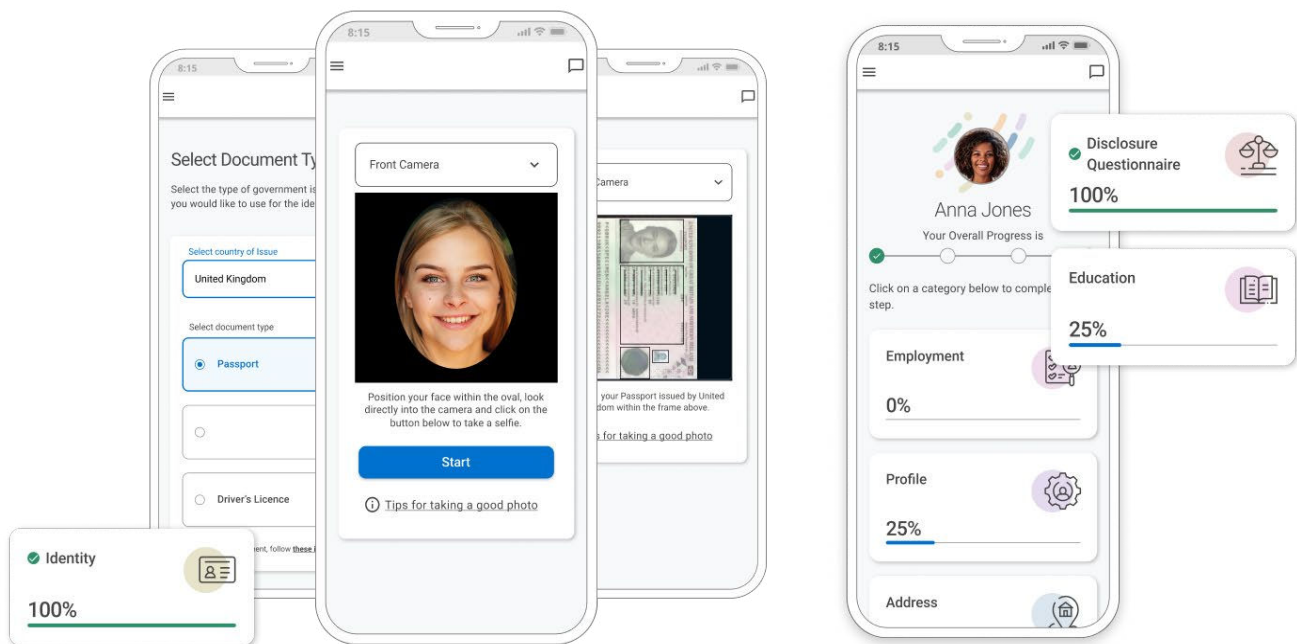 8:15
Select Document Ty
Select the type of government is
you would like to use for the ide
Select country of Issue
United Kingdom
Select document type
Passport
Driver's Licence
ent, follow these i
Identity
100%
8:15
Front Camera
Position your face within the oval, look
directly into the camera and click on the
button below to take a selfie.
Start
Tips for taking a good photo
Camera
your Passport issued by United
dom within the frame above.
s for taking a good photo
8:15
Anna Jones
Your Overall Progress is
Click on a category below to comple
step.
Employment
0%
Profile
25%
Address
Disclosure
Questionnaire
100%
Education
25%